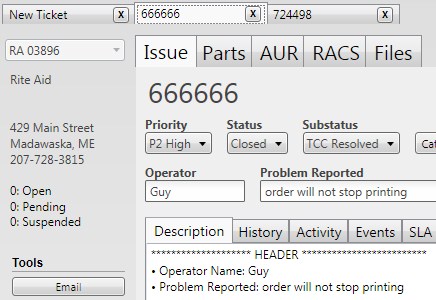 New Ticket X 666666 X 724498 X
RA 03896
Rite Aid
429 Main Street
Madawaska, ME
207-728-3815
0: Open
0: Pending
0: Suspended
Tools
Email
Issue Parts AUR RACS Files
666666
Priority Status Substatus
P2 High Closed TCC Resolved
Operator Problem Reported
Guy order will not stop printing
Description History Activity Events SLA
******************** HEADER *************************
• Operator Name: Guy
• Problem Reported: order will not stop printing